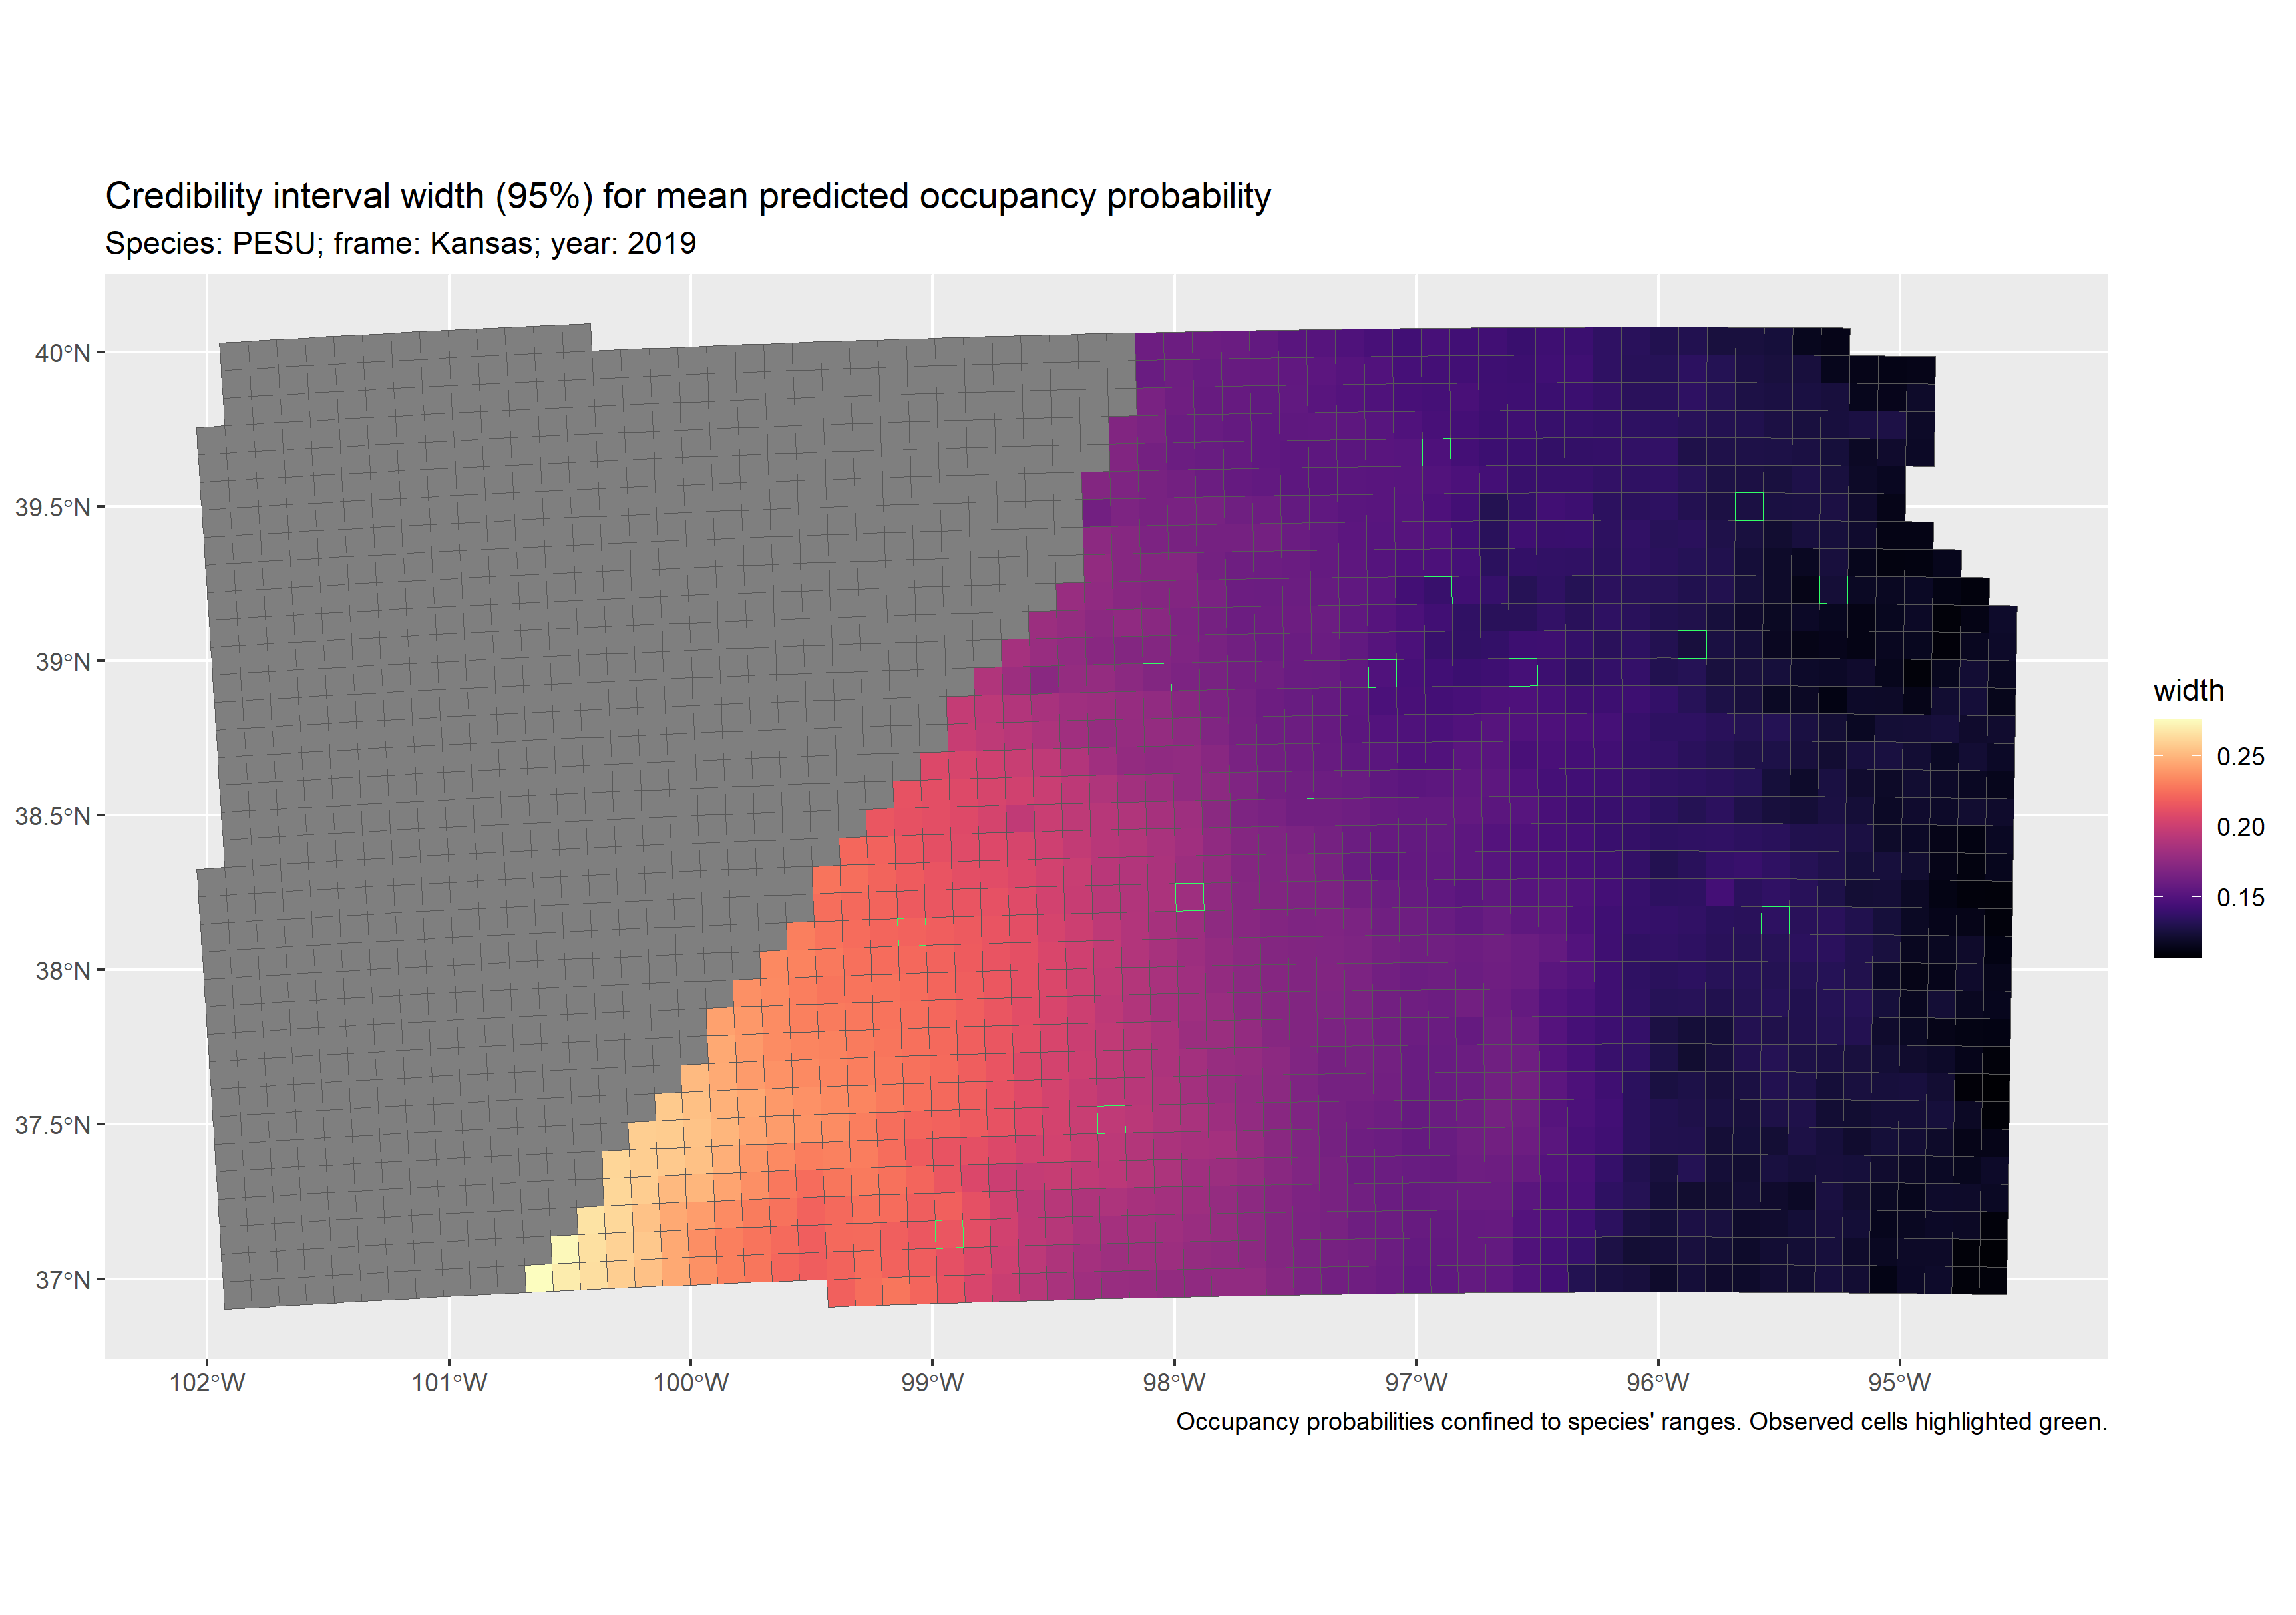 Credibility interval width (95%) for mean predicted occupancy probability
Species: PESU; frame: Kansas; year: 2019
40°N
39.5°N
39°N
38.5°N
38°N
37.5°N
37°N
102°W 101°W 100°W 99°W 98°W 97°W 96°W 95°W
width
0.25
0.20
0.15
Occupancy probabilities confined to species' ranges. Observed cells highlighted green.